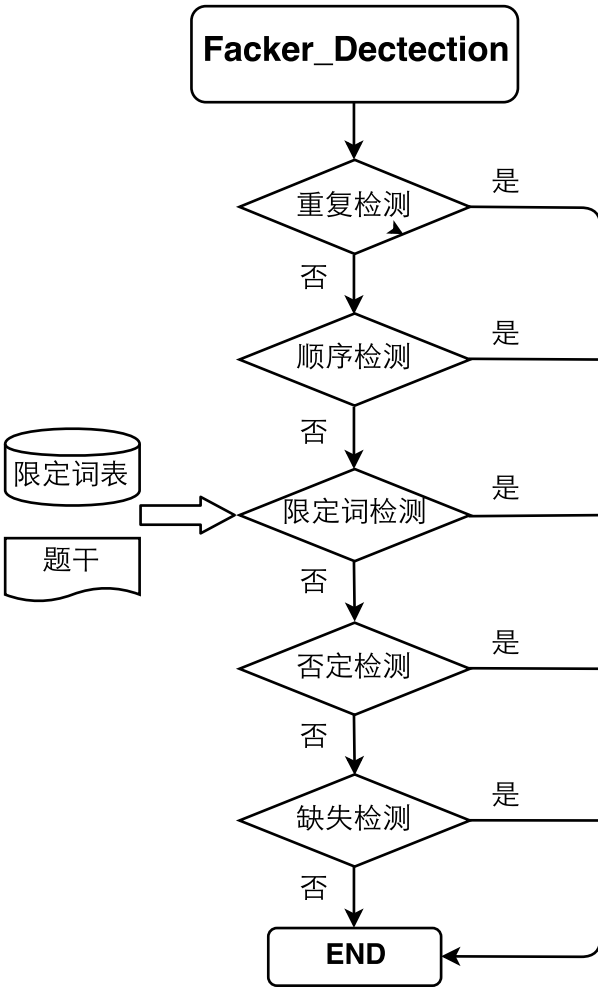 Facker_Dectection
重复检测
是
否
顺序检测
是
否
限定词表
限定词检测
是
题干
否
否定检测
是
否
缺失检测
是
否
END